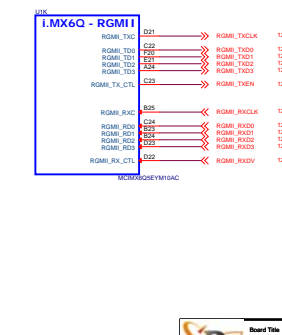 U1K
i.MX6Q - RGMII
RGMII_TXC D21 RGMII_TXCLK
RGMII_TD0 C22 RGMII_TXD0
RGMII_TD1 F20 RGMII_TXD1
RGMII_TD2 E21 RGMII_TXD2
RGMII_TD3 A24 RGMII_TXD3
RGMII_TX_CTL C23 RGMII_TXEN
RGMII_RXC B25 RGMII_RXCLK
RGMII_RD0 C24 RGMII_RXD0
RGMII_RD1 B23 RGMII_RXD1
RGMII_RD2 B24 RGMII_RXD2
RGMII_RD3 D23 RGMII_RXD3
RGMII_RX_CTL D22 RGMII_RXDV
MCIMX6Q5EYM10AC
Board Title